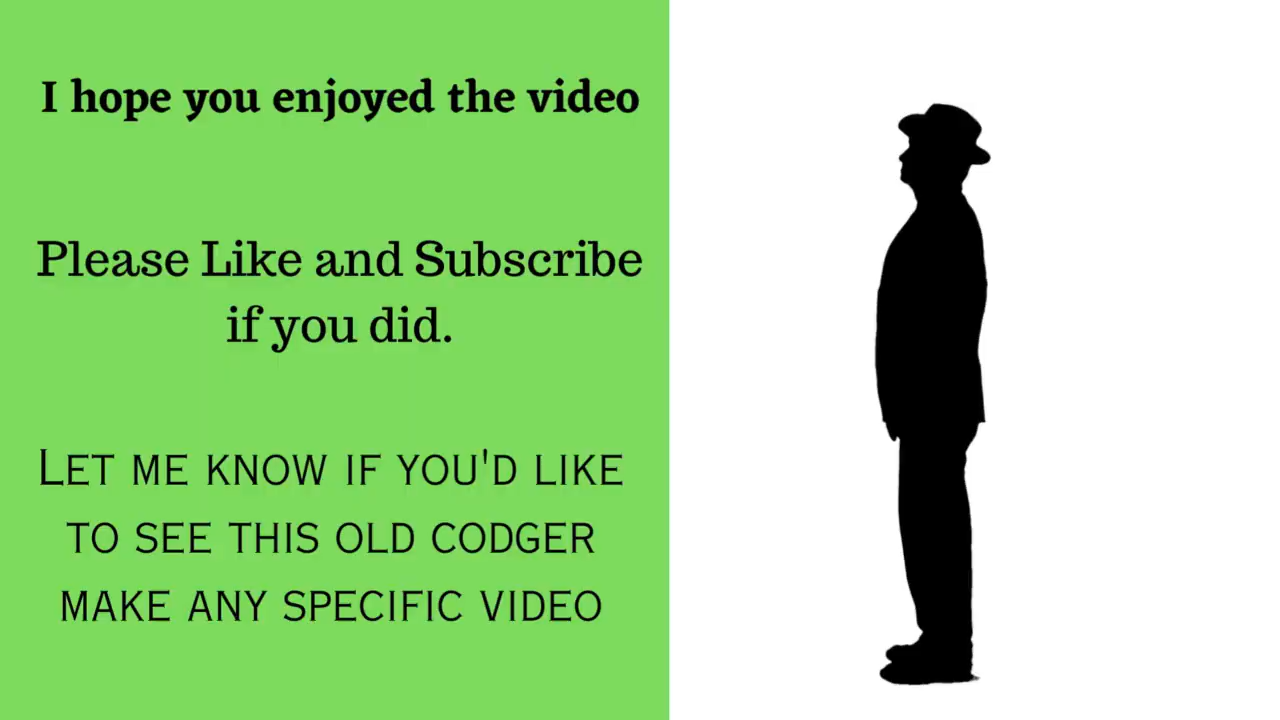 I hope you enjoyed the video
Please Like and Subscribe
if you did.
LET ME KNOW IF YOU'D LIKE
TO SEE THIS OLD CODGER
MAKE ANY SPECIFIC VIDEO